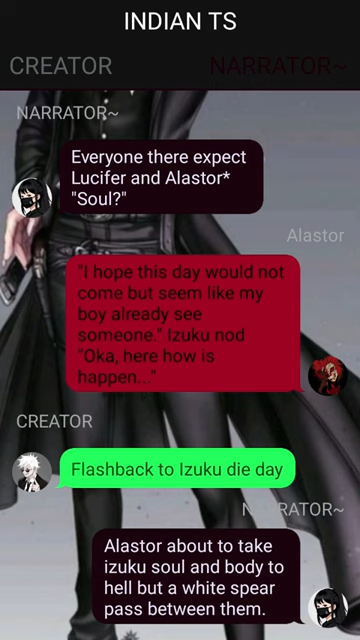 INDIAN TS
CREATOR NARRATOR~
NARRATOR~
Everyone there expect
Lucifer and Alastor*
"Soul?"
Alastor
"I hope this day would not
come but seem like my
boy already see
someone." Izuku nod
"Oka, here how is
happen..."
CREATOR
Flashback to Izuku die day
NARRATOR~
Alastor about to take
izuku soul and body to
hell but a white spear
pass between them.